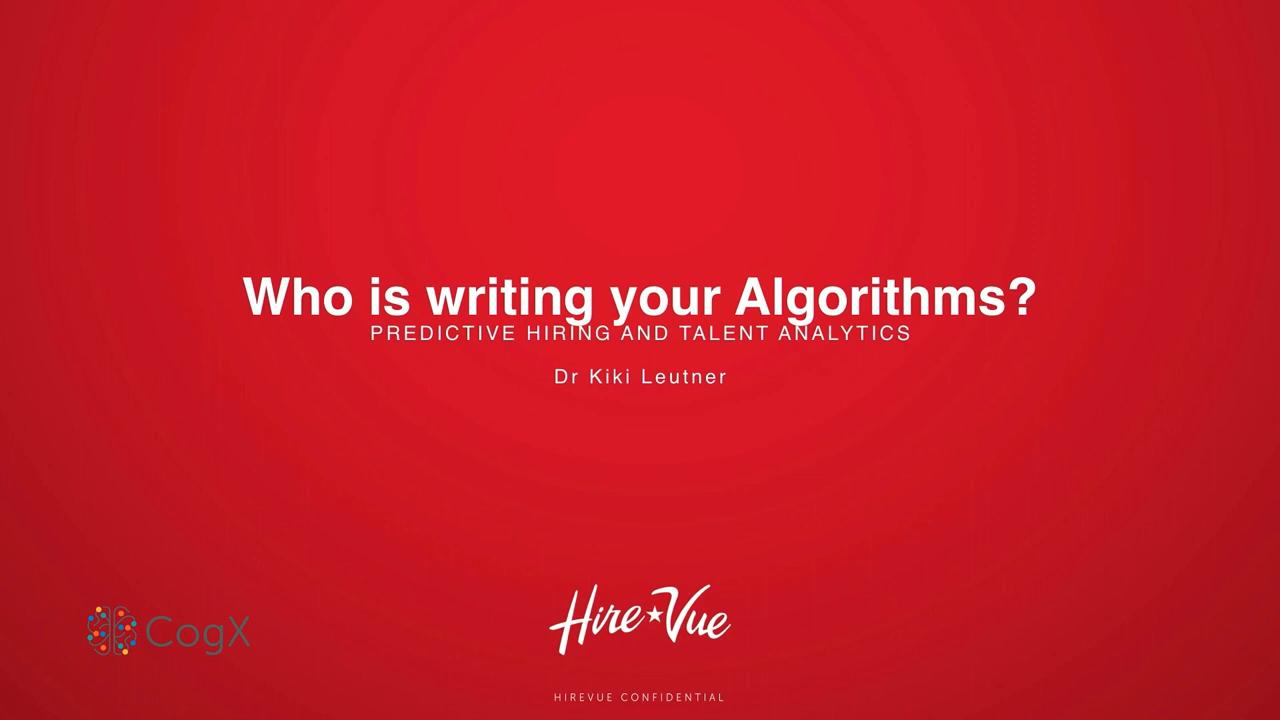 Who is writing your Algorithms?
PREDICTIVE HIRING AND TALENT ANALYTICS
Dr Kiki Leutner
CogX
Hire Vue
HIREVUE CONFIDENTIAL